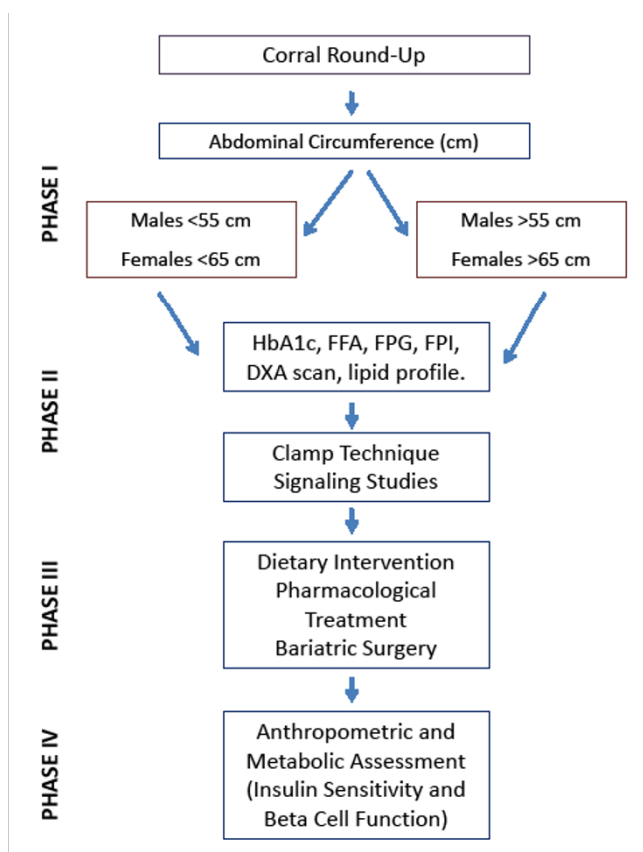 Corral Round-Up
Abdominal Circumference (cm)
PHASE I
Males <55 cm
Females <65 cm
Males >55 cm
Females >65 cm
PHASE II
HbA1c, FFA, FPG, FPI,
DXA scan, lipid profile.
Clamp Technique
Signaling Studies
PHASE III
Dietary Intervention
Pharmacological
Treatment
Bariatric Surgery
PHASE IV
Anthropometric and
Metabolic Assessment
(Insulin Sensitivity and
Beta Cell Function)